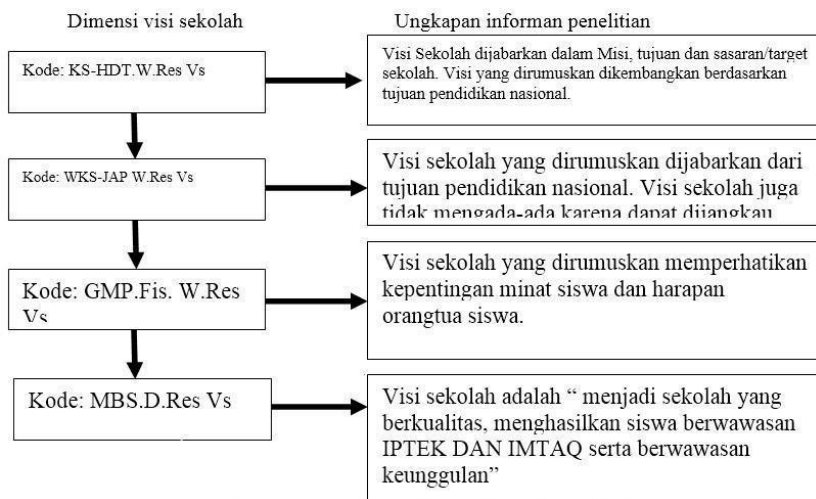 Dimensi visi sekolah
Ungkapan informan penelitian
Kode: KS-HDT.W.Res Vs
Visi Sekolah dijabarkan dalam Misi, tujuan dan sasaran/target
sekolah. Visi yang dirumuskan dikembangkan berdasarkan
tujuan pendidikan nasional.
Kode: WKS-JAP W.Res Vs
Visi sekolah yang dirumuskan dijabarkan dari
tujuan pendidikan nasional. Visi sekolah juga
tidak mengada-ada karena dapat dijangkau
Kode: GMP.Fis. W.Res
Vs
Visi sekolah yang dirumuskan memperhatikan
kepentingan minat siswa dan harapan
orangtua siswa.
Kode: MBS.D.Res Vs
Visi sekolah adalah “ menjadi sekolah yang
berkualitas, menghasilkan siswa berwawasan
IPTEK DAN IMTAQ serta berwawasan
keunggulan”